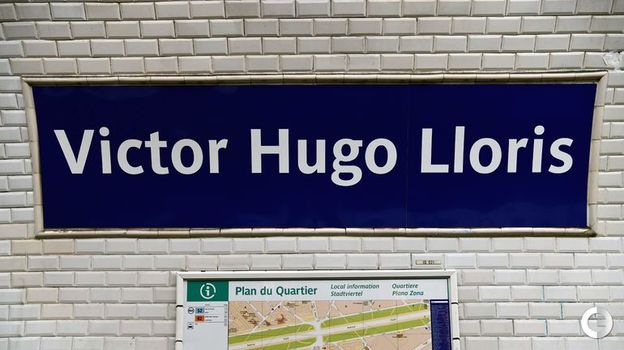 Victor Hugo Lloris
Plan du Quartier
Local information
Stadtviertel
Quartiere
Plano Zona